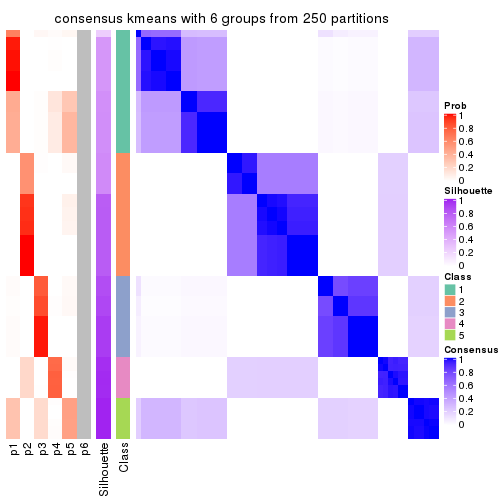 consensus kmeans with 6 groups from 250 partitions
Prob
1
0.8
0.6
0.4
0.2
0
Silhouette
1
0.8
0.6
0.4
0.2
0
Class
1
2
3
4
5
Consensus
1
0.8
0.6
0.4
0.2
0
p1
p2
p3
p4
p5
p6
Silhouette
Class